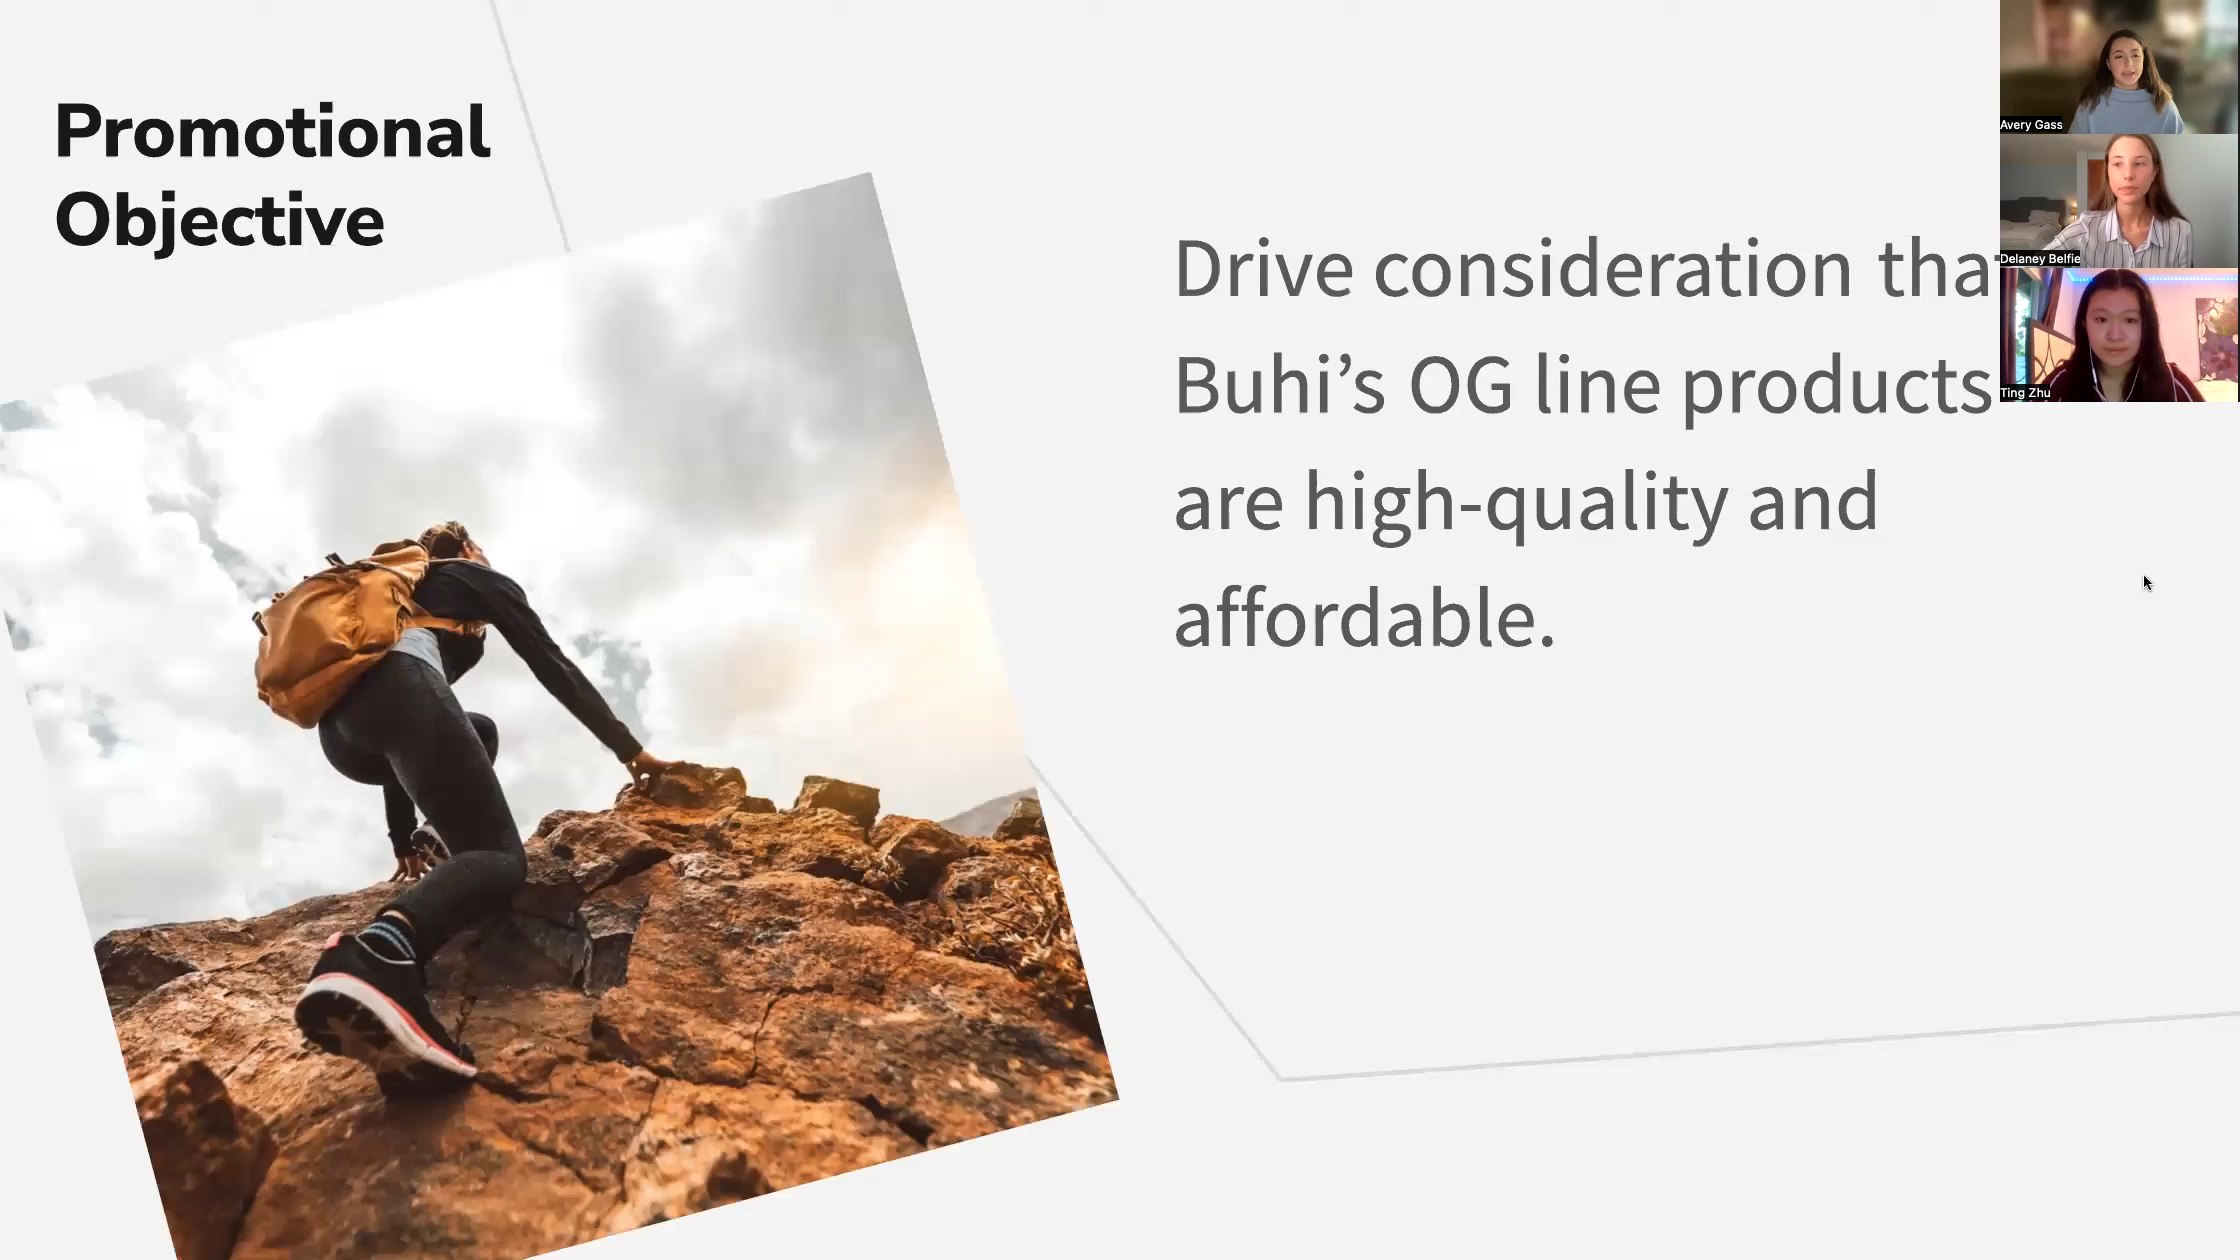 Promotional
Objective
Drive consideration tha
Buhi’s OG line products
are high-quality and
affordable.
Avery Gass
Delaney Belfie
Ting Zhu